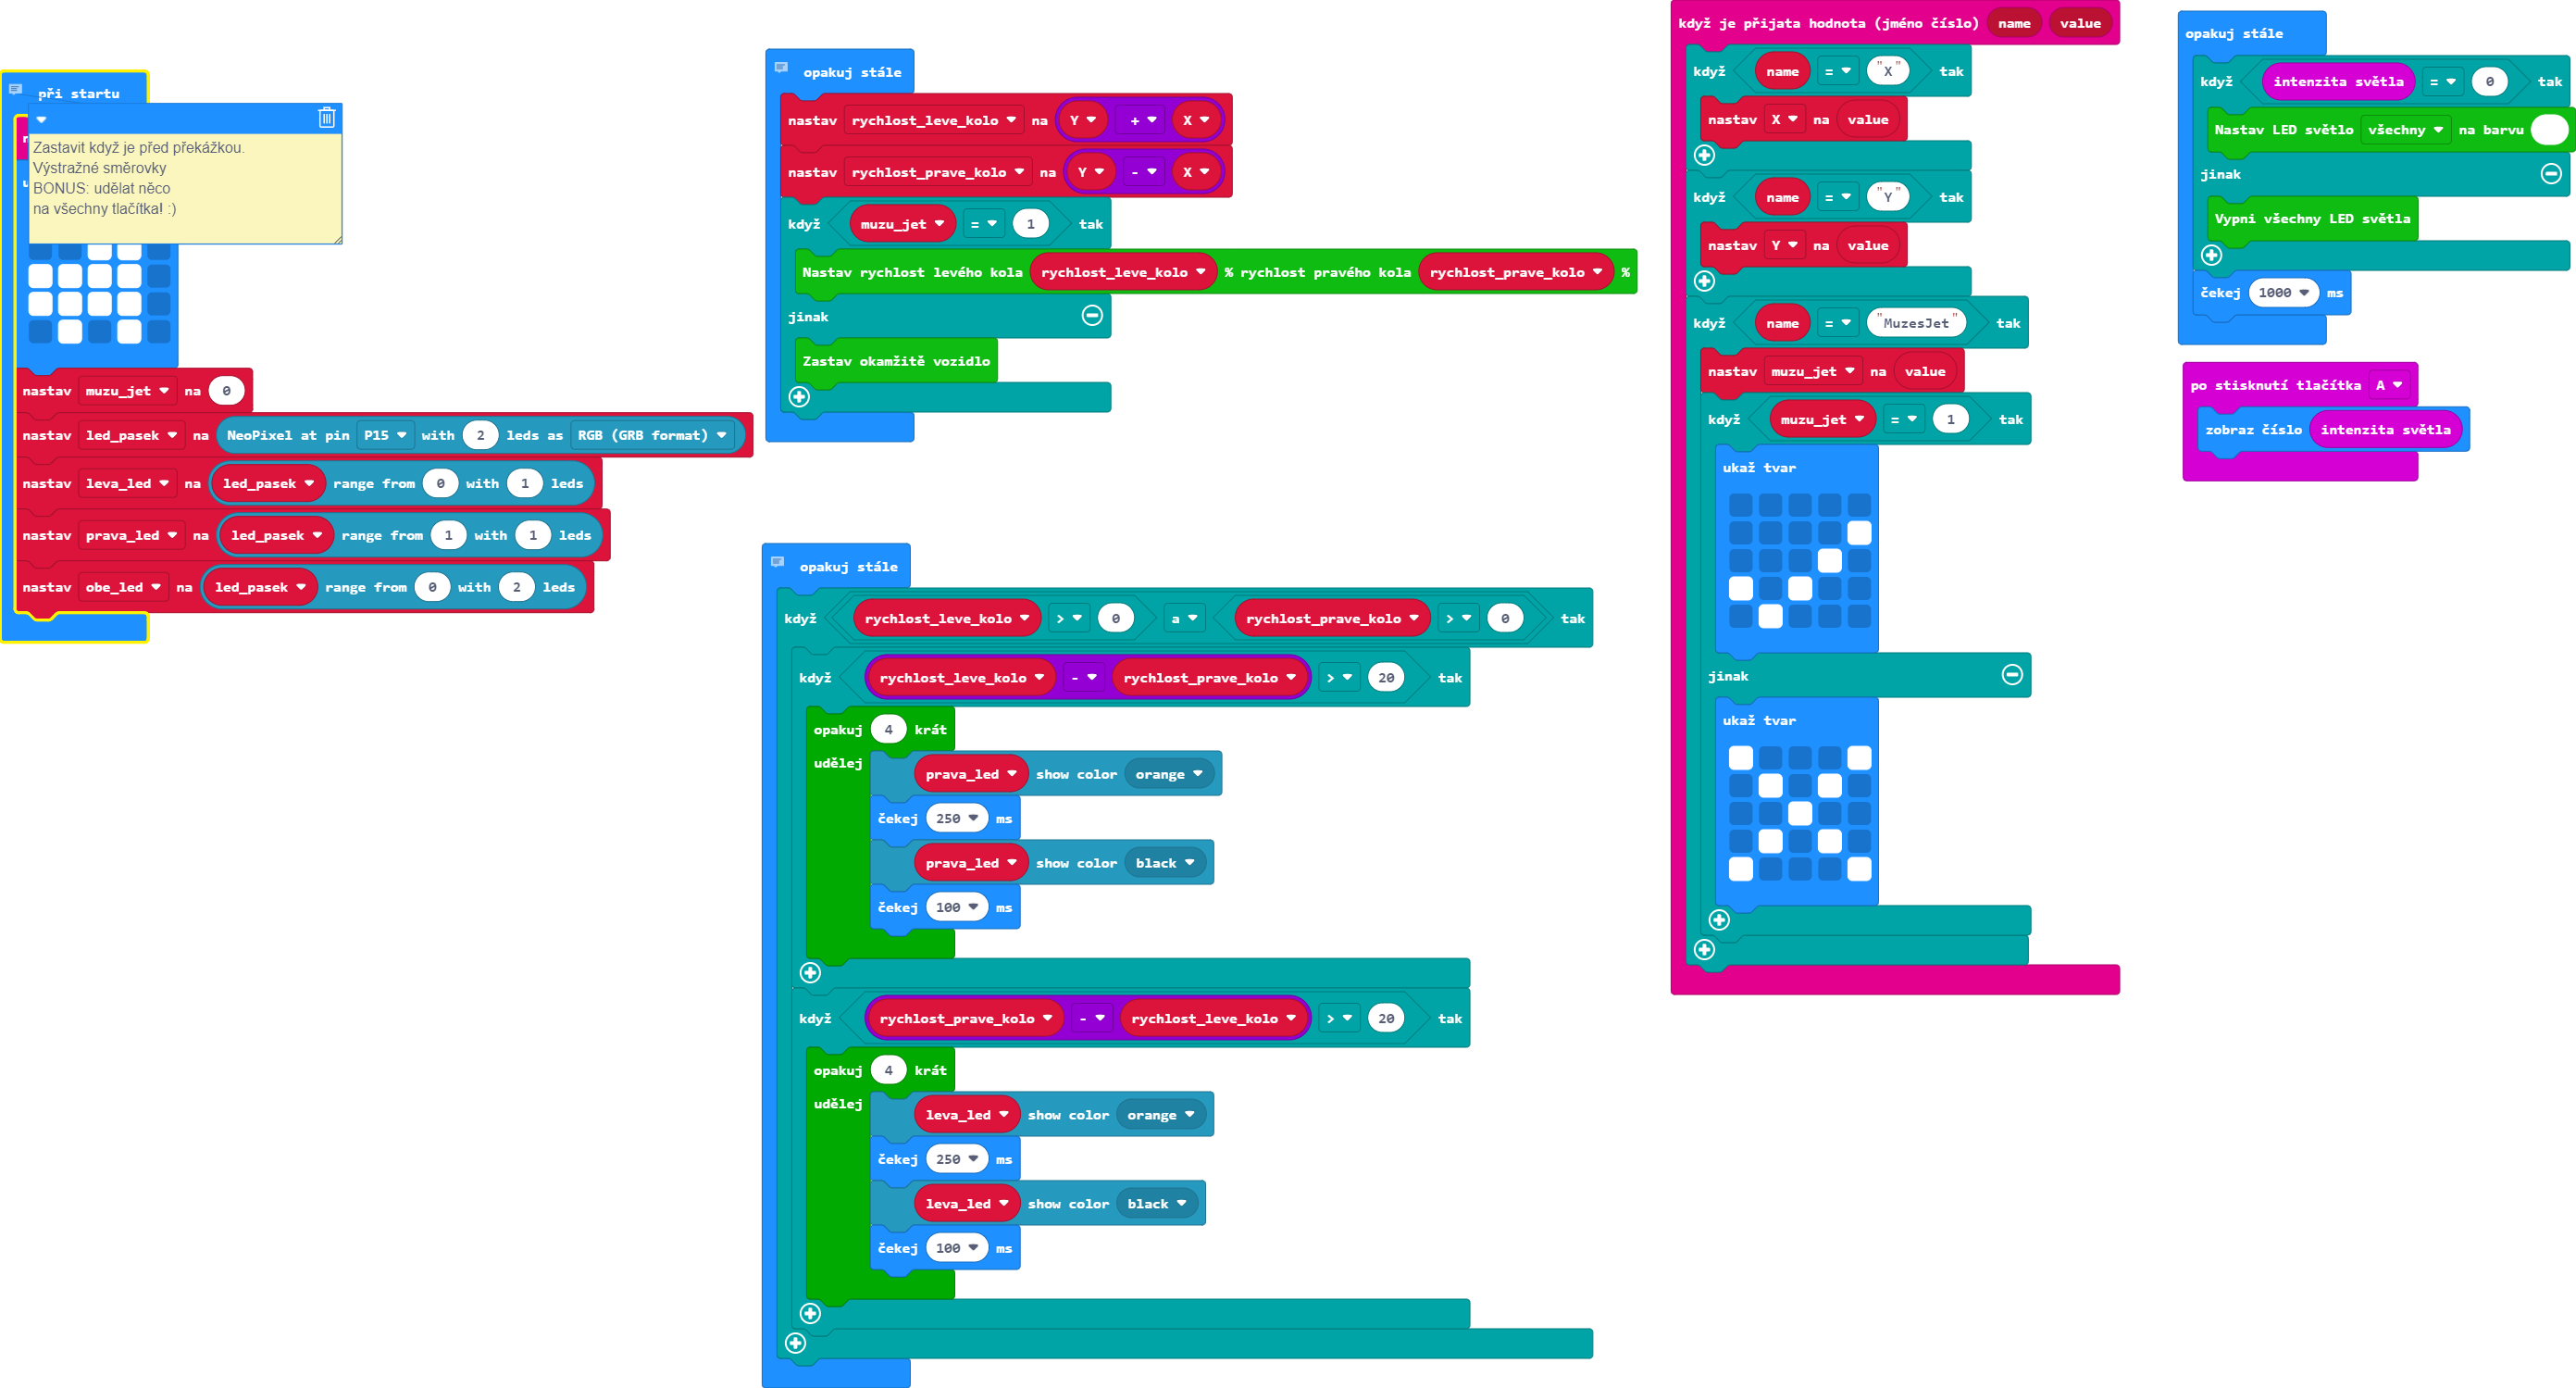 při startu
Zastavit když je před překážkou.
Výstražné směrovky
BONUS: udělat něco
na všechny tlačítka! :)
nastav muzu_jet na 0
nastav led_pasek na NeoPixel at pin P15 with 2 leds as RGB (GRB format)
nastav leva_led na led_pasek range from 0 with 1 leds
nastav prava_led na led_pasek range from 1 with 1 leds
nastav obe_led na led_pasek range from 0 with 2 leds
opakuj stále
nastav rychlost_leve_kolo na Y + X
nastav rychlost_prave_kolo na Y - X
když muzu_jet = 1 tak
Nastav rychlost levého kola rychlost_leve_kolo % rychlost pravého kola rychlost_prave_kolo %
jinak
Zastav okamžitě vozidlo
opakuj stále
když rychlost_leve_kolo > 0 a rychlost_prave_kolo > 0 tak
když rychlost_leve_kolo - rychlost_prave_kolo > 20 tak
opakuj 4 krát
udělej
prava_led show color orange
čekej 250 ms
prava_led show color black
čekej 100 ms
když rychlost_prave_kolo - rychlost_leve_kolo > 20 tak
opakuj 4 krát
udělej
leva_led show color orange
čekej 250 ms
leva_led show color black
čekej 100 ms
když je přijata hodnota (jméno číslo) name value
když name = "X" tak
nastav X na value
když name = "Y" tak
nastav Y na value
když name = "MuzesJet" tak
nastav muzu_jet na value
když muzu_jet = 1 tak
ukaž tvar
jinak
ukaž tvar
opakuj stále
když intenzita světla = 0 tak
Nastav LED světlo všechny na barvu
jinak
Vypni všechny LED světla
čekej 1000 ms
po stisknutí tlačítka A
zobraz číslo intenzita světla